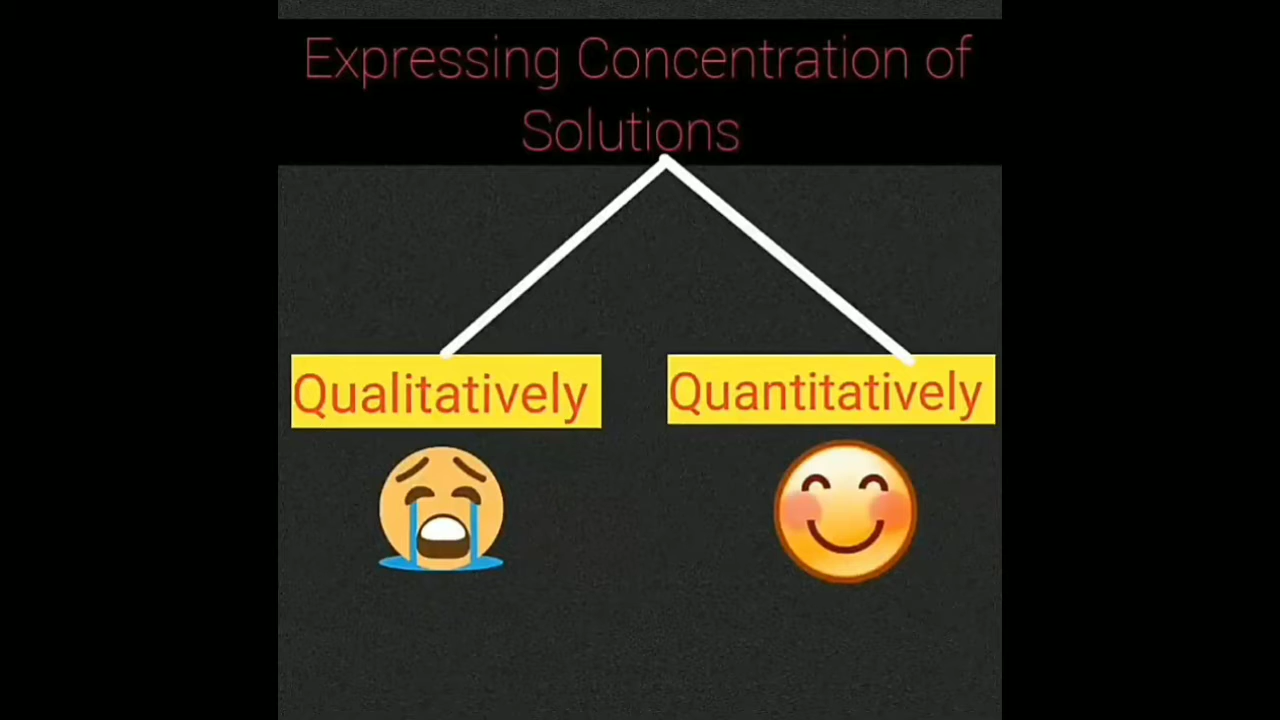 Expressing Concentration of
Solutions
Qualitatively
Quantitatively